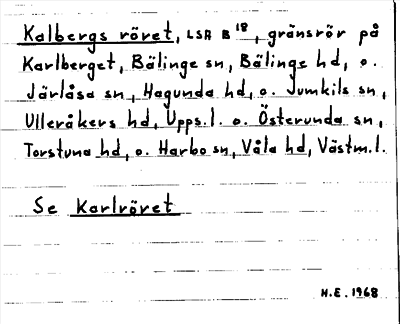 Kalbergs röret, LSA B 18, gränsrör på
Karlberget, Bälinge sn, Bälinge hd, o.
Järlåsa sn, Hagunda hd, o. Jumkils sn,
Ulleråkers hd, Upps.l. o. Österunda sn,
Torstuna hd, o. Harbo sn, Våla hd, Västm.l.
Se Karlröret
H.E. 1968